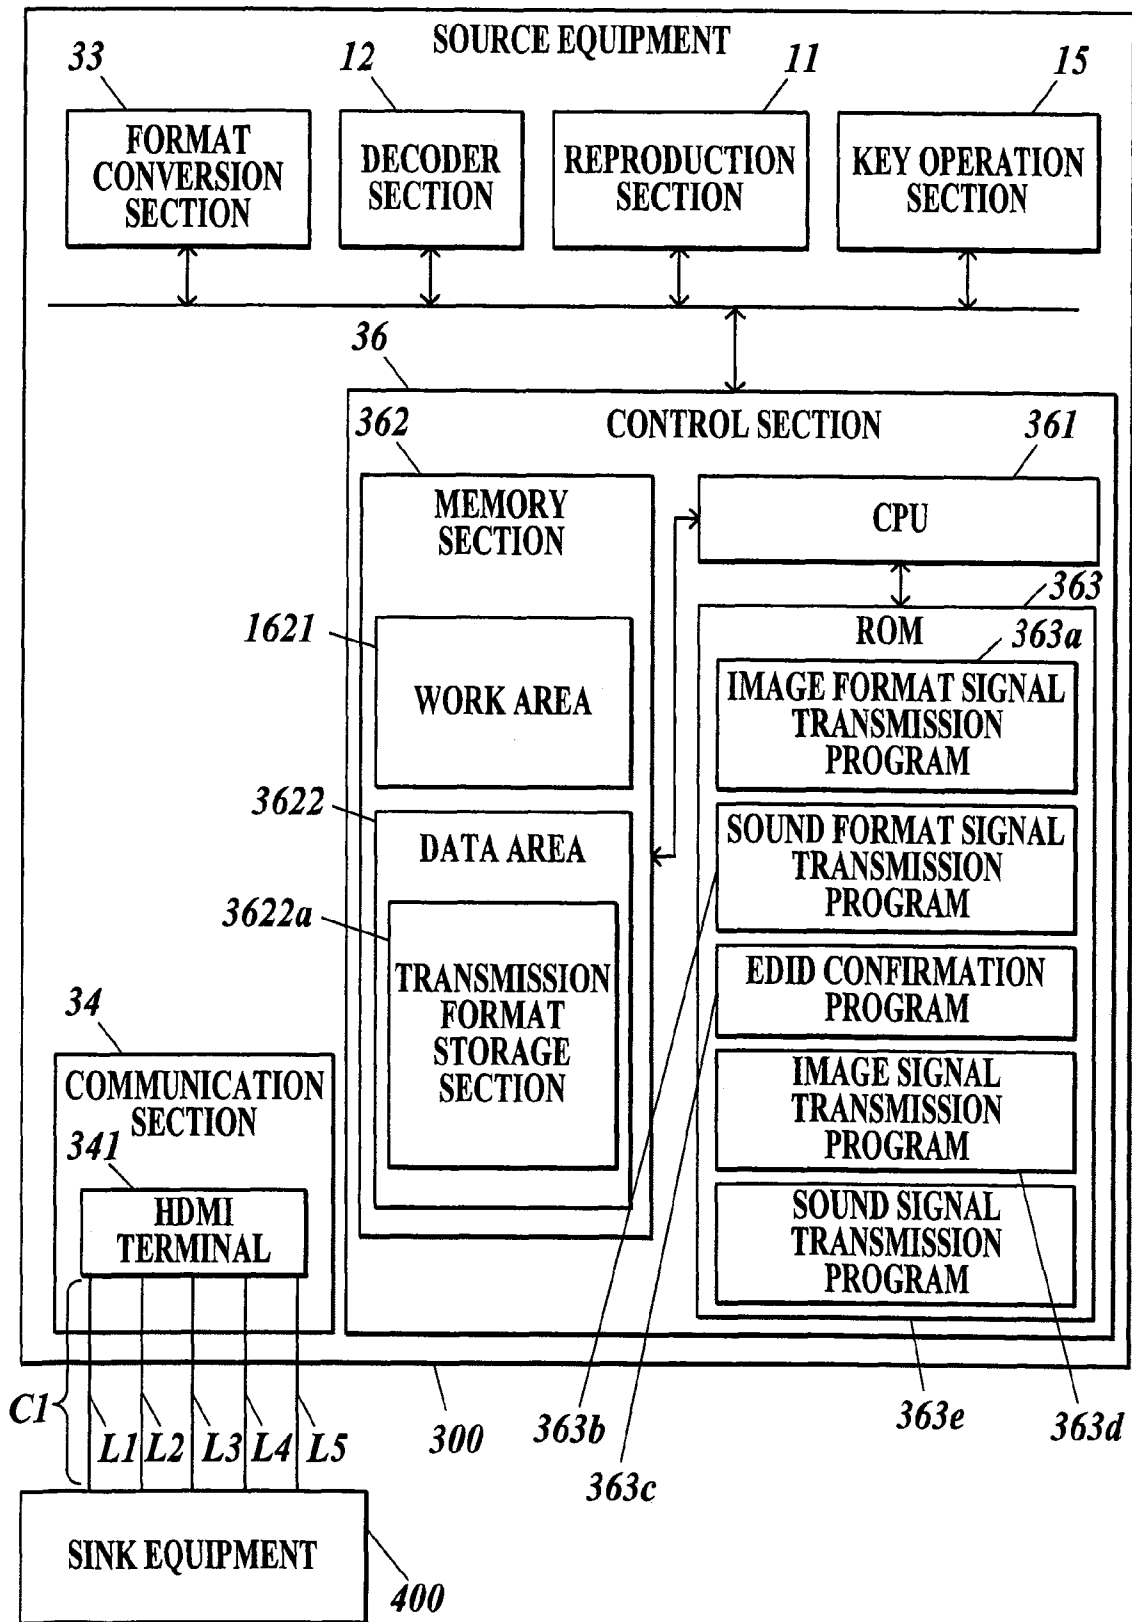 SOURCE EQUIPMENT
33
12
11
15
FORMAT
CONVERSION
SECTION
DECODER
SECTION
REPRODUCTION
SECTION
KEY OPERATION
SECTION
36
CONTROL SECTION
362
361
MEMORY
SECTION
CPU
1621
WORK AREA
363
ROM
363a
IMAGE FORMAT SIGNAL
TRANSMISSION
PROGRAM
3622
DATA AREA
SOUND FORMAT SIGNAL
TRANSMISSION
PROGRAM
3622a
TRANSMISSION
FORMAT
STORAGE
SECTION
EDID CONFIRMATION
PROGRAM
IMAGE SIGNAL
TRANSMISSION
PROGRAM
SOUND SIGNAL
TRANSMISSION
PROGRAM
34
COMMUNICATION
SECTION
341
HDMI
TERMINAL
C1
L1
L2
L3
L4
L5
300
363b
363c
363e
363d
SINK EQUIPMENT
400